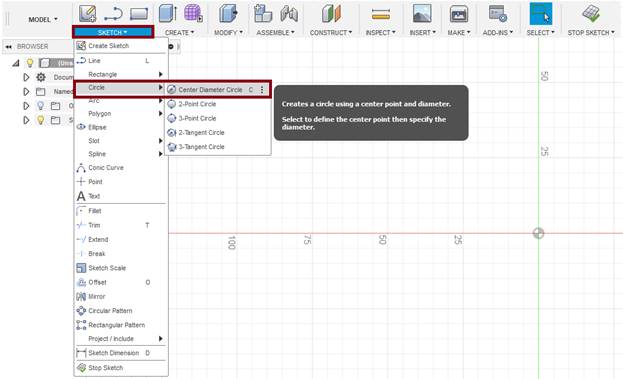 MODEL
SKETCH
CREATE
MODIFY
ASSEMBLE
CONSTRUCT
INSPECT
INSERT
MAKE
ADD-INS
SELECT
STOP SKETCH
BROWSER
Create Sketch
(Unsa
Line L
Docum
Rectangle
Named
Circle
Center Diameter Circle C
O
Arc
2-Point Circle
S
Polygon
3-Point Circle
Ellipse
2-Tangent Circle
Slot
3-Tangent Circle
Spline
Conic Curve
Point
Text
Fillet
Trim T
Extend
Break
Sketch Scale
Offset O
Mirror
Circular Pattern
Rectangular Pattern
Project / Include
Sketch Dimension D
Stop Sketch
Creates a circle using a center point and diameter.
Select to define the center point then specify the
diameter.
50
25
100
75
50
25